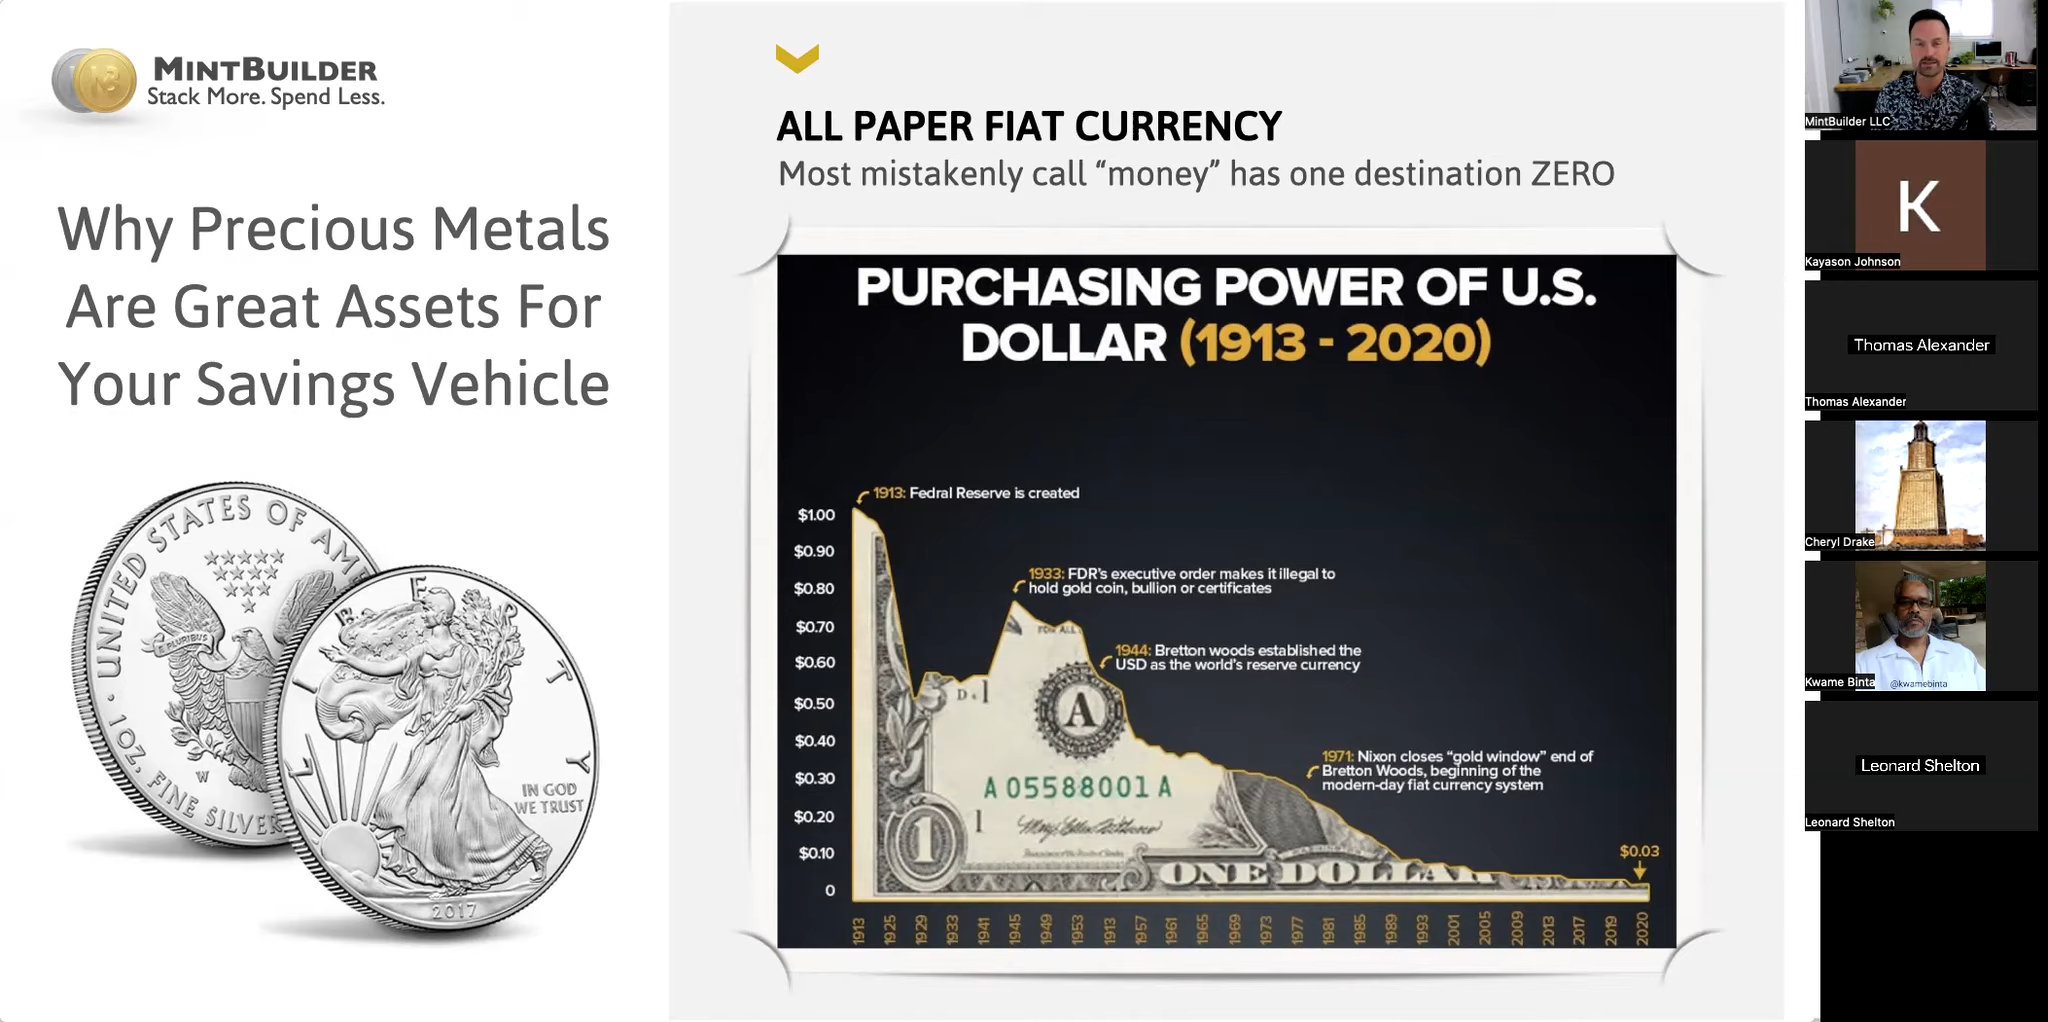 MINTBUILDER
Stack More. Spend Less.
Why Precious Metals
Are Great Assets For
Your Savings Vehicle
UNITED STATES OF AME
E PLURIBUS
W
1 OZ. FINE SILVER
LIBERTY
IN GOD
WE TRUST
2017
ALL PAPER FIAT CURRENCY
Most mistakenly call “money” has one destination ZERO
PURCHASING POWER OF U.S.
DOLLAR (1913 - 2020)
1913: Fedral Reserve is created
1933: FDR's executive order makes it illegal to
hold gold coin, bullion or certificates
1944: Bretton woods established the
USD as the world's reserve currency
1971: Nixon closes “gold window” end of
Bretton Woods, beginning of the
modern-day fiat currency system
$0.03
$1.00
$0.90
$0.80
$0.70
$0.60
$0.50
$0.40
$0.30
$0.20
$0.10
0
FOR ALL
D 1
A
A 05588001 A
1
1
ONE DOLLAR
1913 1925 1929 1933 1941 1945 1949 1953 1913 1957 1961 1965 1969 1973 1977 1981 1985 1989 1993 2001 2005 2009 2013 2017 2019 2020
MintBuilder LLC
K
Kayason Johnson
Thomas Alexander
Thomas Alexander
Cheryl Drake
Kwame Binta
@kwamebinta
Leonard Shelton
Leonard Shelton